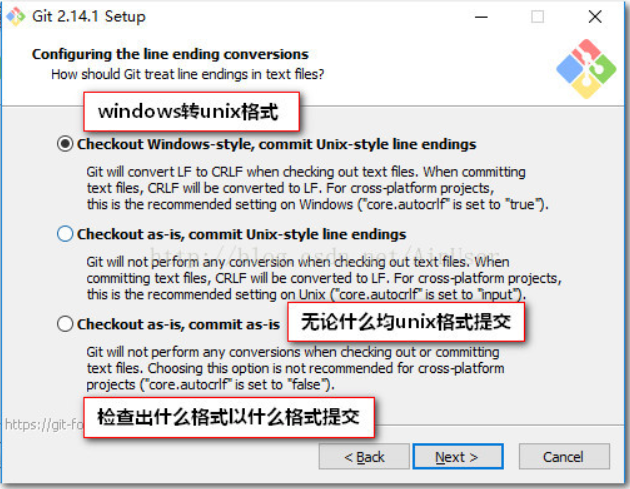 Git 2.14.1 Setup
Configuring the line ending conversions
How should Git treat line endings in text files?
windows转unix格式
Checkout Windows-style, commit Unix-style line endings
Git will convert LF to CRLF when checking out text files. When committing
text files, CRLF will be converted to LF. For cross-platform projects,
this is the recommended setting on Windows ("core.autocrlf" is set to "true").
Checkout as-is, commit Unix-style line endings
http://blog.csdn.net/AinUser
Git will not perform any conversion when checking out text files. When
committing text files, CRLF will be converted to LF. For cross-platform projects,
this is the recommended setting on Unix ("core.autocrlf" is set to "input").
Checkout as-is, commit as-is
无论什么均unix格式提交
Git will not perform any conversions when checking out or committing
text files. Choosing this option is not recommended for cross-platform
projects ("core.autocrlf" is set to "false").
检查出什么格式以什么格式提交
https://git-fo
< Back
Next >
Cancel